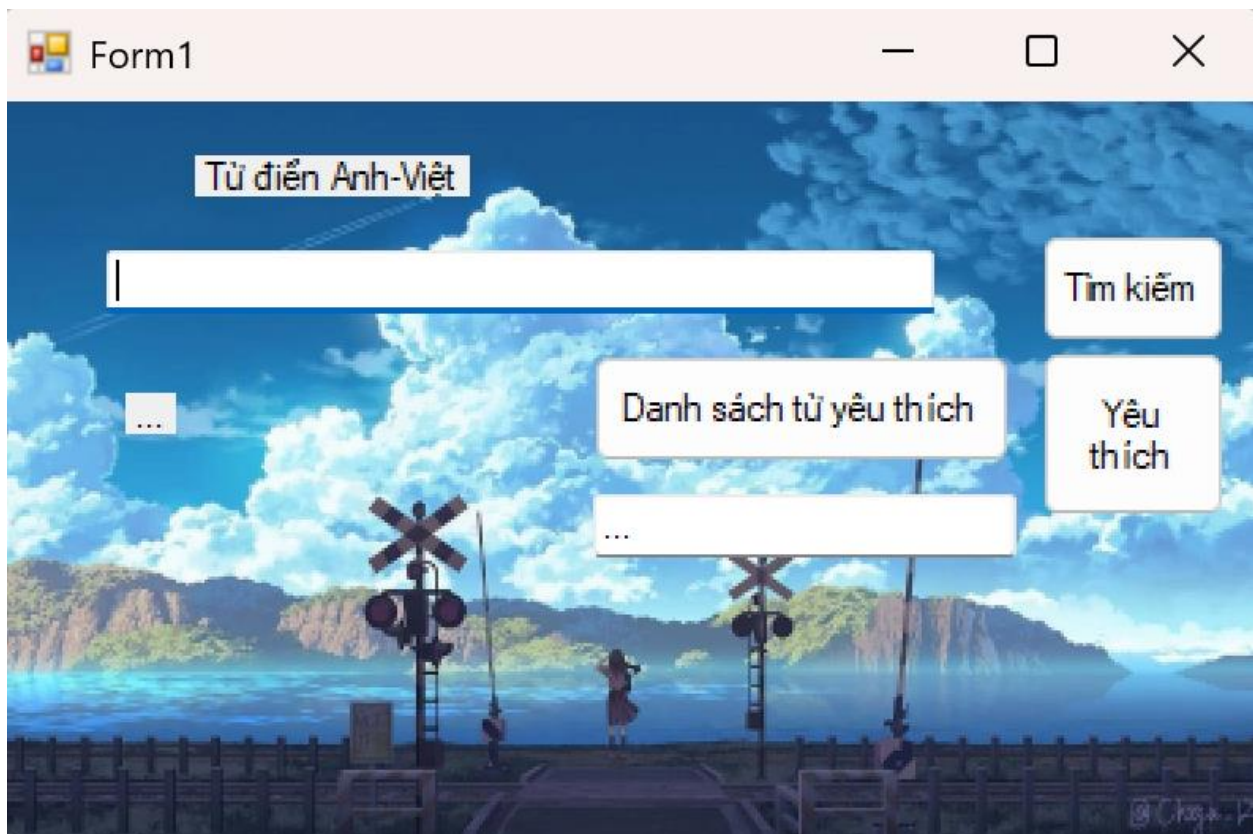 Form1
Từ điển Anh-Việt
Tìm kiếm
...
Danh sách từ yêu thích
Yêu
thích
...